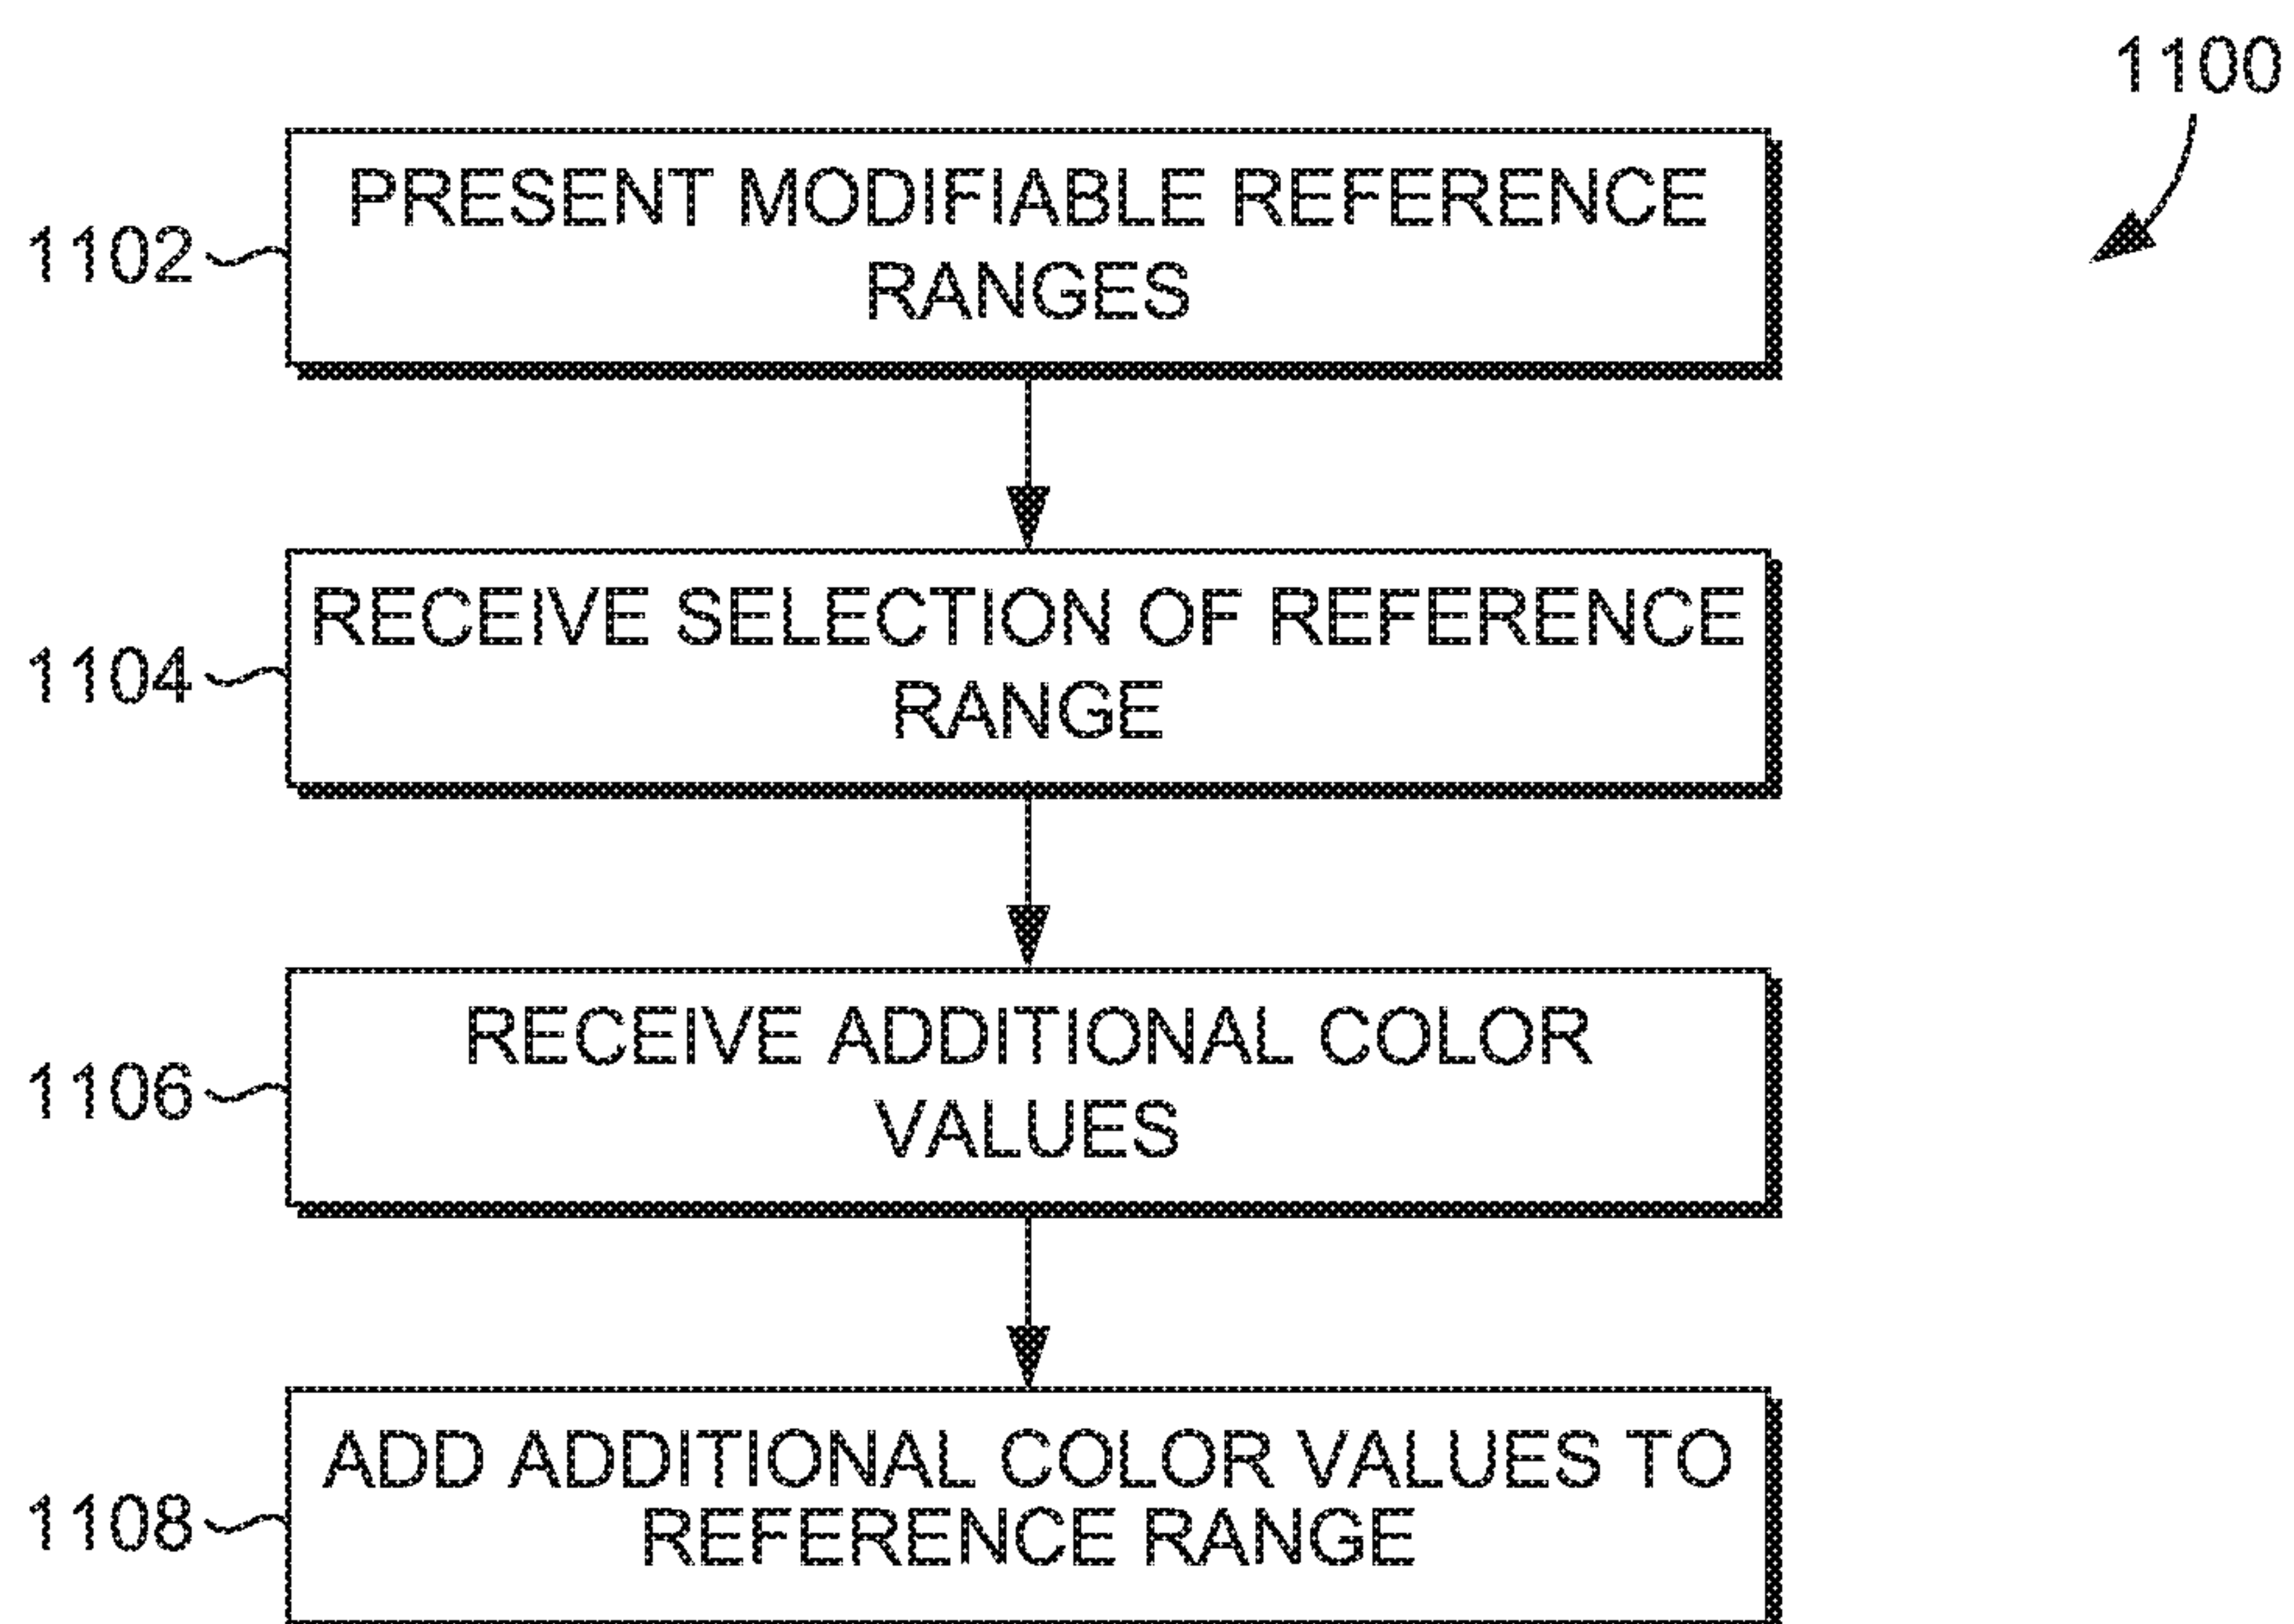 1100
PRESENT MODIFIABLE REFERENCE
RANGES
1102
RECEIVE SELECTION OF REFERENCE
RANGE
1104
RECEIVE ADDITIONAL COLOR
VALUES
1106
ADD ADDITIONAL COLOR VALUES TO
REFERENCE RANGE
1108